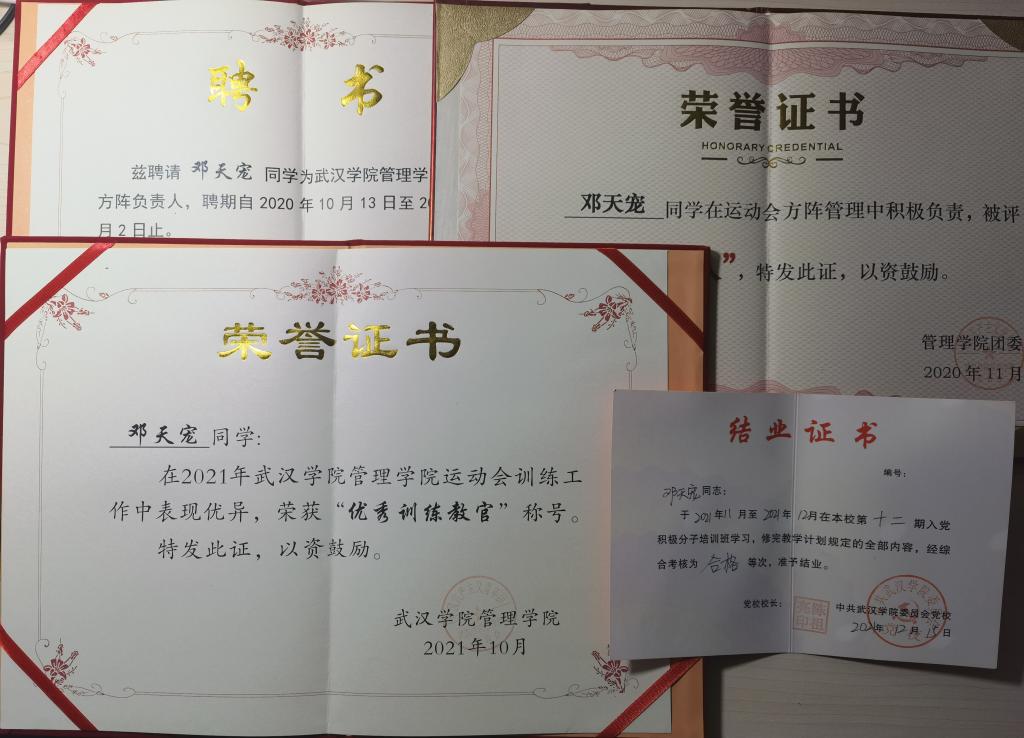 聘 书
兹聘请 邓天宠 同学为武汉学院管理学
方阵负责人，聘期自 2020 年 10 月 13 日至
月 2 日止。
荣誉证书
HONORARY CREDENTIAL
邓天宠 同学在运动会方阵管理中积极负责，被评
”，特发此证，以资鼓励。
管理学院团委
2020 年 11 月
荣誉证书
邓天宠 同学:
在2021年武汉学院管理学院运动会训练工
作中表现优异，荣获“优秀训练教官”称号。
特发此证，以资鼓励。
武汉学院管理学院
2021年10月
结业证书
编号：
邓天宠 同志：
于 2021 年 11 月至 2021 年 12 月在本校第 十二 期入党
积极分子培训班学习，修完教学计划规定的全部内容，经综
合考核为 合格 等次，准予结业。
党校校长：
中共武汉学院委员会党校
2021 年 12 月 15 日